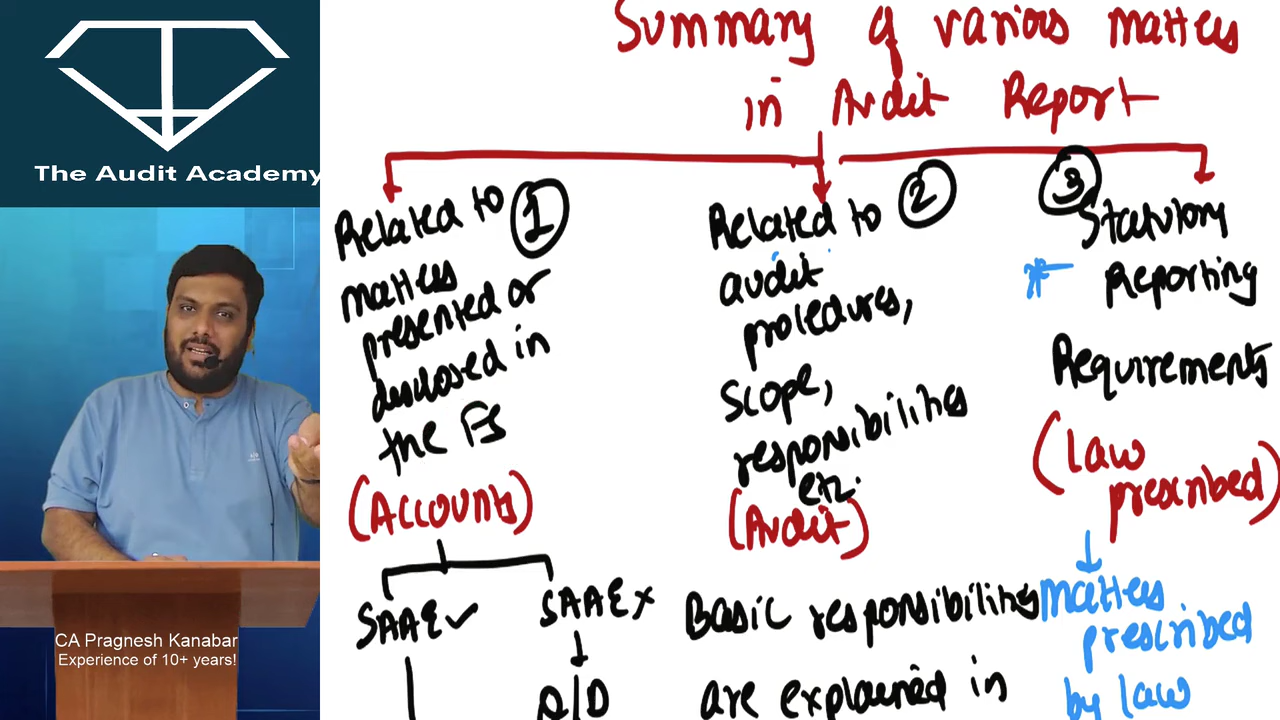 The Audit Academy
CA Pragnesh Kanabar
Experience of 10+ years!
Summary of various matters
in Audit Report
Related to 1
matters
presented or
disclosed in
the FS
(Accounts)
SAAE✓
SAAE×
Q/D
Related to 2
audit
procedures,
scope,
responsibilities
etc.
(Audit)
Basic responsibilities
are explained in
3
Statutory
* Reporting
Requirements
(law
prescribed)
matters
prescribed
by law